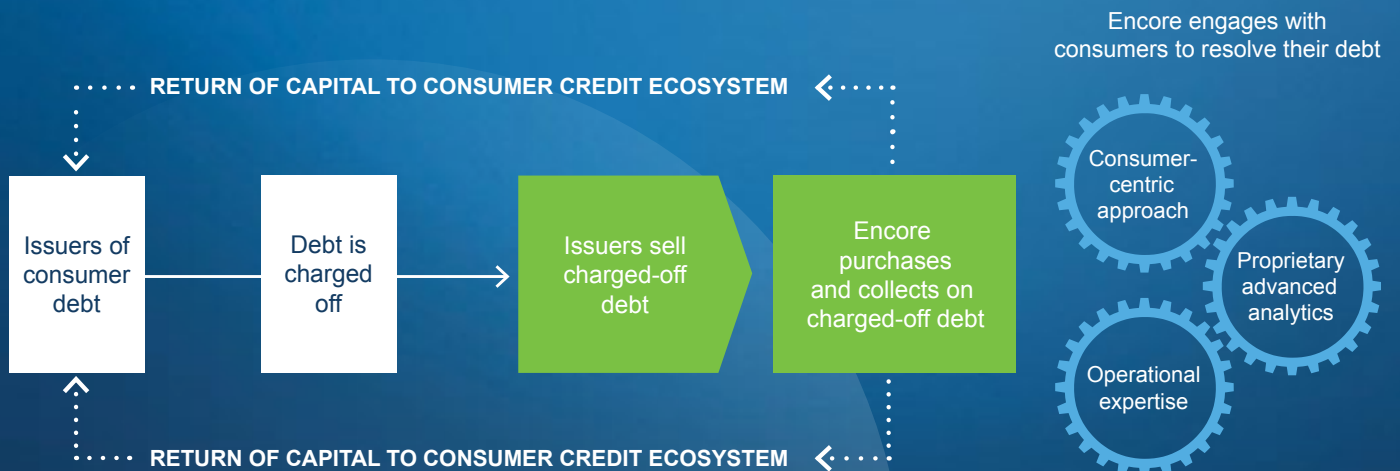 Encore engages with
consumers to resolve their debt
RETURN OF CAPITAL TO CONSUMER CREDIT ECOSYSTEM
Issuers of
consumer
debt
Debt is
charged
off
Issuers sell
charged-off
debt
Encore
purchases
and collects on
charged-off debt
Consumer-
centric
approach
Proprietary
advanced
analytics
Operational
expertise
RETURN OF CAPITAL TO CONSUMER CREDIT ECOSYSTEM